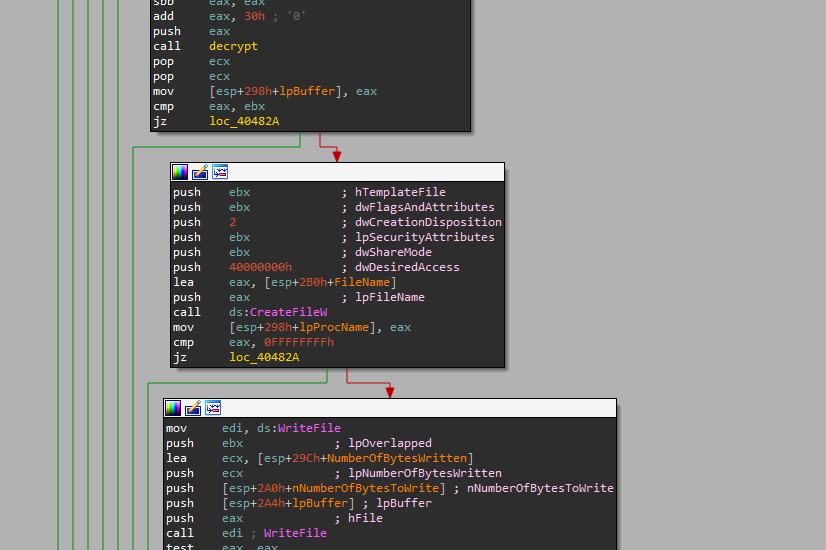 sbb eax, eax
add eax, 30h ; '0'
push eax
call decrypt
pop ecx
pop ecx
mov [esp+298h+lpBuffer], eax
cmp eax, ebx
jz loc_40482A
push ebx ; hTemplateFile
push ebx ; dwFlagsAndAttributes
push 2 ; dwCreationDisposition
push ebx ; lpSecurityAttributes
push ebx ; dwShareMode
push 40000000h ; dwDesiredAccess
lea eax, [esp+2B0h+FileName]
push eax ; lpFileName
call ds:CreateFileW
mov [esp+298h+lpProcName], eax
cmp eax, 0FFFFFFFFh
jz loc_40482A
mov edi, ds:WriteFile
push ebx ; lpOverlapped
lea ecx, [esp+29Ch+NumberOfBytesWritten]
push ecx ; lpNumberOfBytesWritten
push [esp+2A0h+nNumberOfBytesToWrite] ; nNumberOfBytesToWrite
push [esp+2A4h+lpBuffer] ; lpBuffer
push eax ; hFile
call edi ; WriteFile
test eax, eax